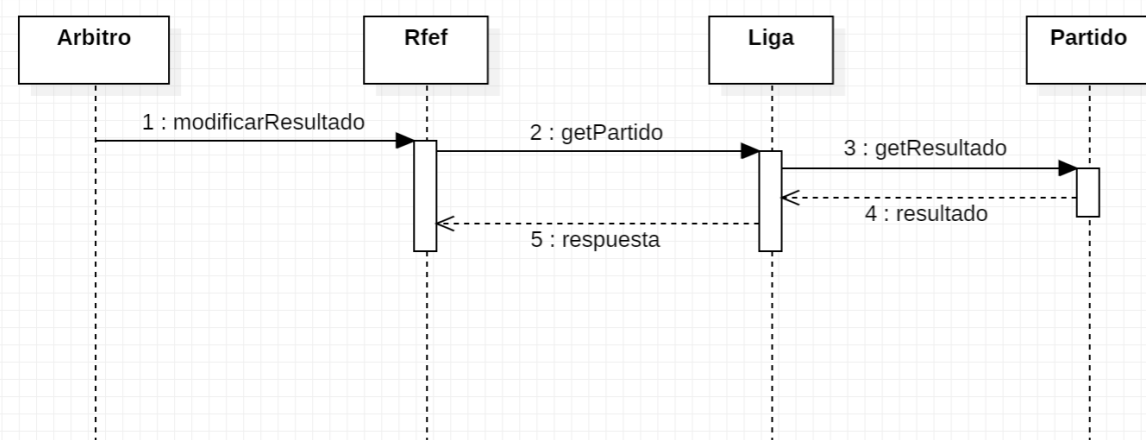 Arbitro
Rfef
Liga
Partido
1 : modificarResultado
2 : getPartido
3 : getResultado
4 : resultado
5 : respuesta